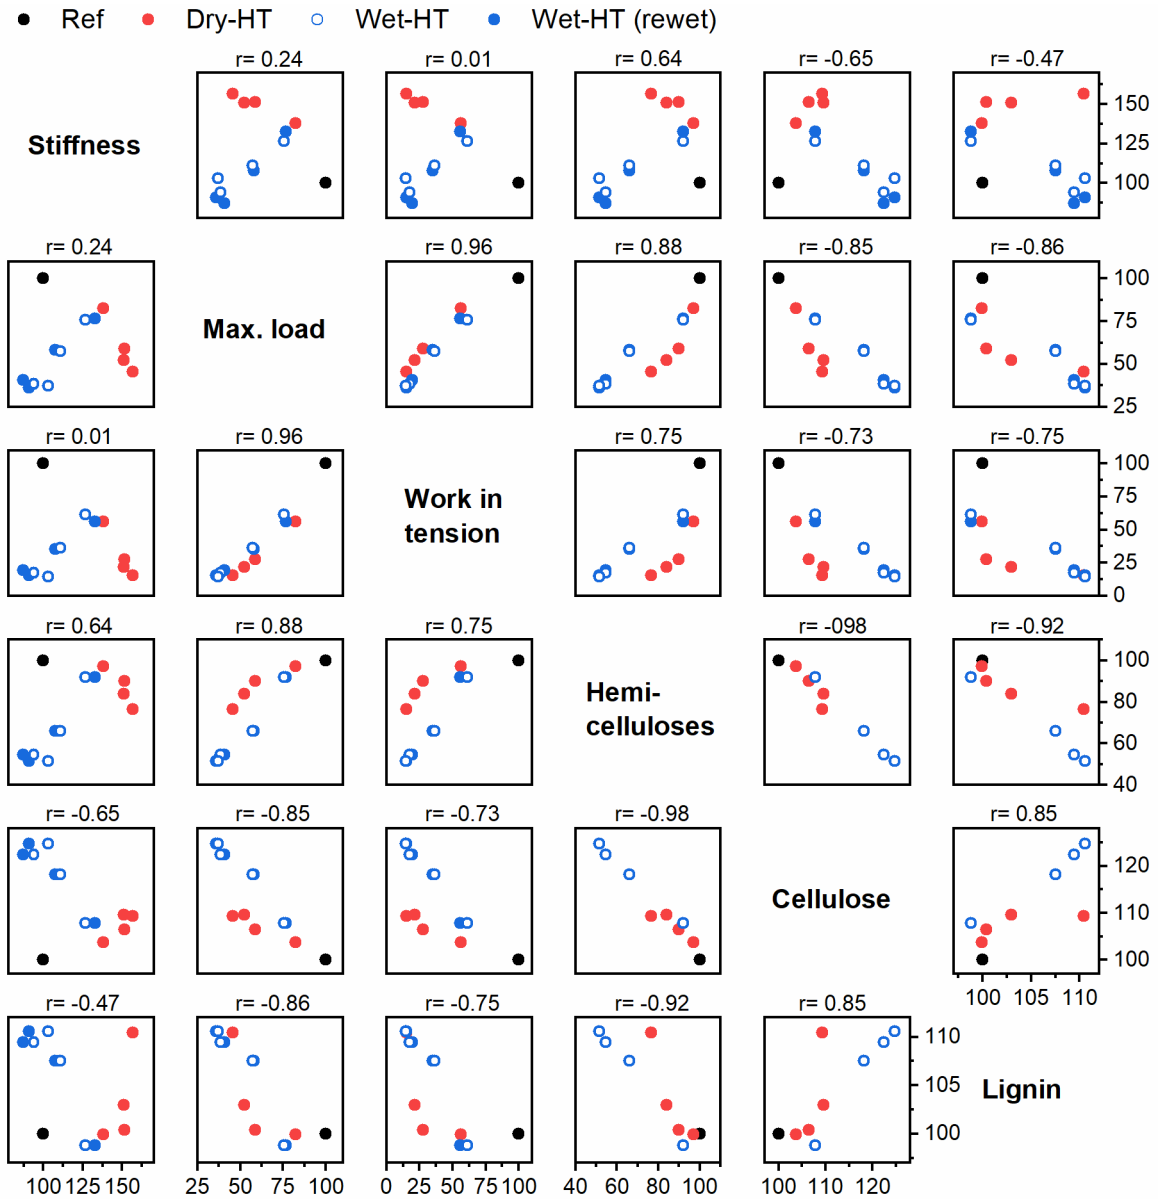 Ref Dry-HT Wet-HT Wet-HT (rewet)
r= 0.24 r= 0.01 r= 0.64 r= -0.65 r= -0.47
Stiffness
150
125
100
r= 0.24 r= 0.96 r= 0.88 r= -0.85 r= -0.86
Max. load
100
75
50
25
r= 0.01 r= 0.96 r= 0.75 r= -0.73 r= -0.75
Work in
tension
100
75
50
25
0
r= 0.64 r= 0.88 r= 0.75 r= -098 r= -0.92
Hemi-
celluloses
100
80
60
40
r= -0.65 r= -0.85 r= -0.73 r= -0.98 r= 0.85
Cellulose
120
110
100
100 105 110
r= -0.47 r= -0.86 r= -0.75 r= -0.92 r= 0.85
Lignin
110
105
100
100 125 150 25 50 75 100 0 25 50 75 100 40 60 80 100 100 110 120